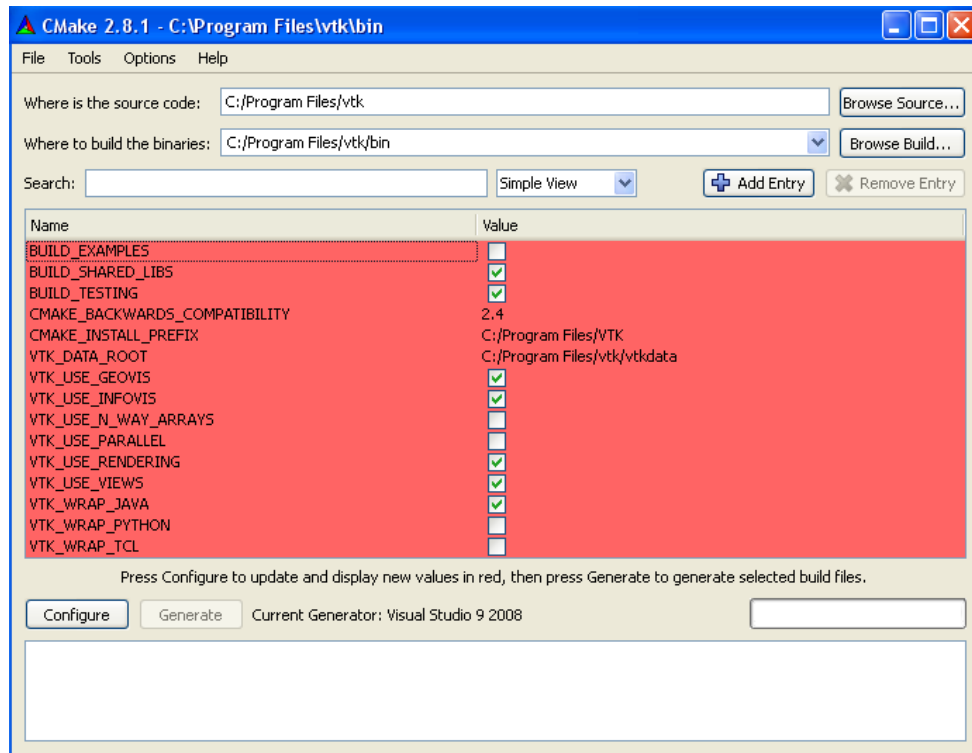 CMake 2.8.1 - C:\Program Files\vtk\bin
File Tools Options Help
Where is the source code: C:/Program Files/vtk Browse Source...
Where to build the binaries: C:/Program Files/vtk/bin Browse Build...
Search: Simple View Add Entry Remove Entry
Name Value
BUILD_EXAMPLES
BUILD_SHARED_LIBS
BUILD_TESTING
CMAKE_BACKWARDS_COMPATIBILITY 2.4
CMAKE_INSTALL_PREFIX C:/Program Files/VTK
VTK_DATA_ROOT C:/Program Files/vtk/vtkdata
VTK_USE_GEOVIS
VTK_USE_INFOVIS
VTK_USE_N_WAY_ARRAYS
VTK_USE_PARALLEL
VTK_USE_RENDERING
VTK_USE_VIEWS
VTK_WRAP_JAVA
VTK_WRAP_PYTHON
VTK_WRAP_TCL
Press Configure to update and display new values in red, then press Generate to generate selected build files.
Configure Generate Current Generator: Visual Studio 9 2008